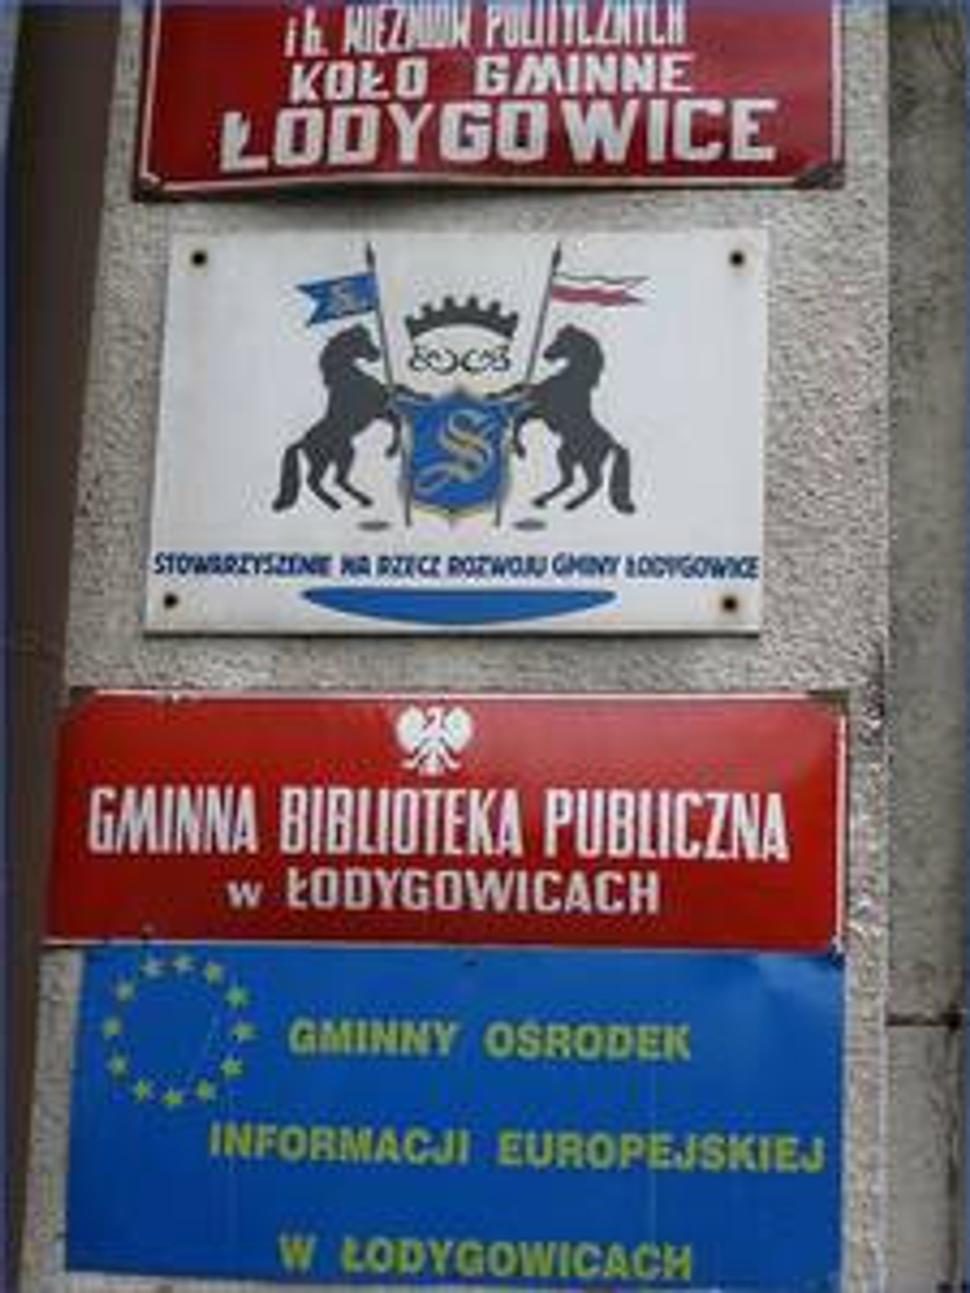 i b. WIĘŹNIÓW POLITYCZNYCH
KOŁO GMINNE
ŁODYGOWICE
S
STOWARZYSZENIE NA RZECZ ROZWOJU GMINY ŁODYGOWICE
GMINNA BIBLIOTEKA PUBLICZNA
w ŁODYGOWICACH
GMINNY OŚRODEK
INFORMACJI EUROPEJSKIEJ
W ŁODYGOWICACH